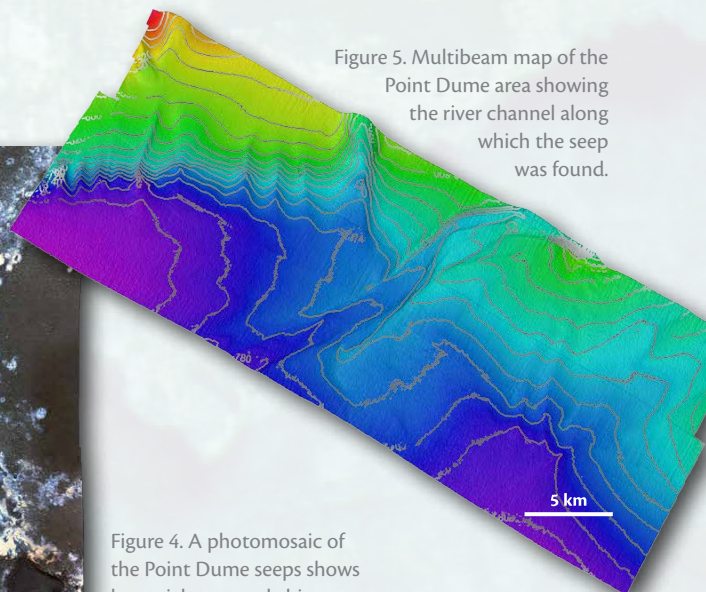 Figure 5. Multibeam map of the
Point Dume area showing
the river channel along
which the seep
was found.
780
5 km
Figure 4. A photomosaic of
the Point Dume seeps shows